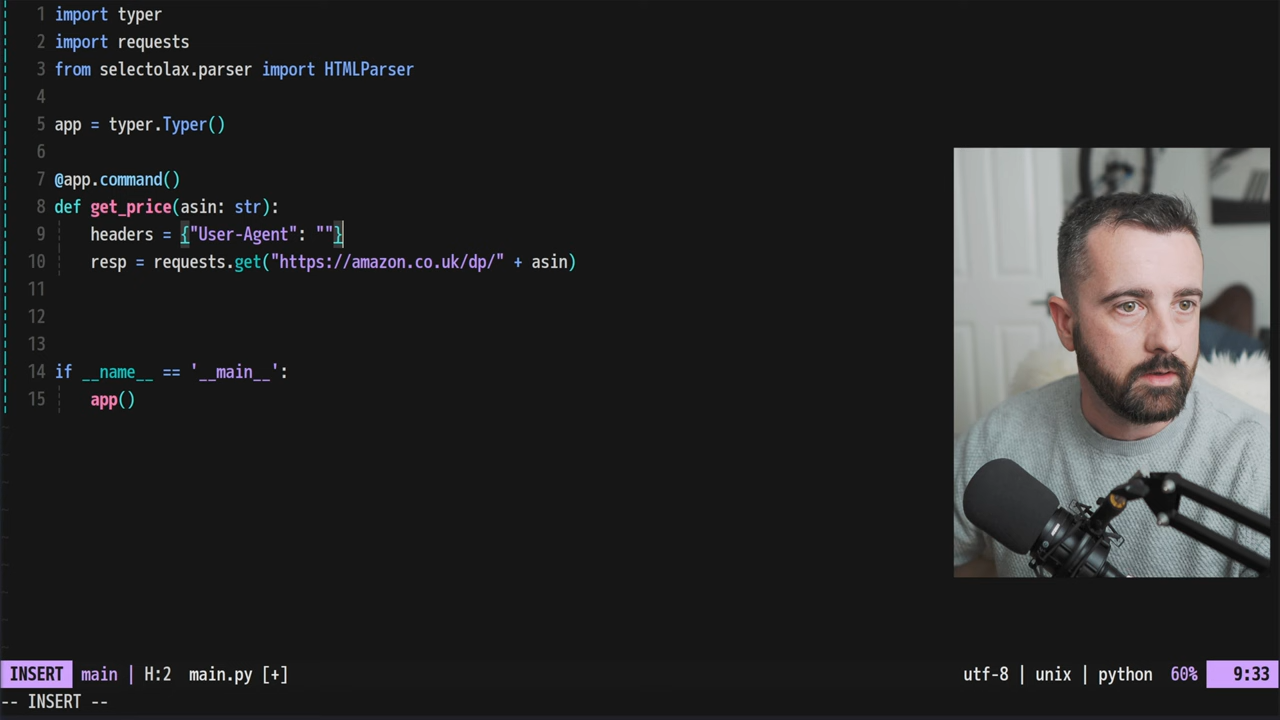 1 import typer
2 import requests
3 from selectolax.parser import HTMLParser
4
5 app = typer.Typer()
6
7 @app.command()
8 def get_price(asin: str):
9     headers = {"User-Agent": ""}
10     resp = requests.get("https://amazon.co.uk/dp/" + asin)
11
12
13
14 if __name__ == '__main__':
15     app()
INSERT main | H:2 main.py [+] utf-8 | unix | python 60% 9:33
-- INSERT --